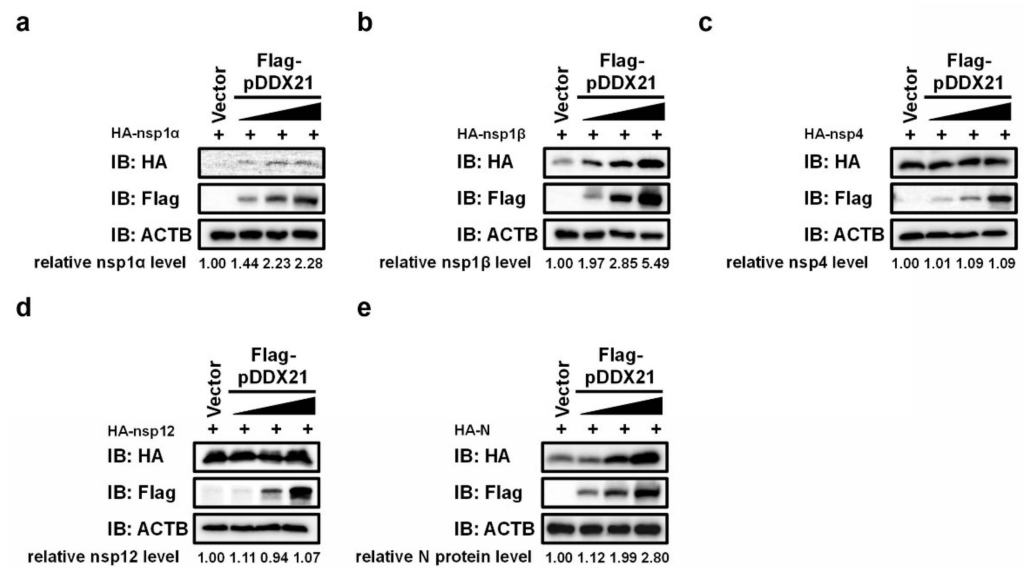 a
Vector
Flag-
pDDX21
HA-nsp1α + + + +
IB: HA
IB: Flag
IB: ACTB
relative nsp1α level 1.00 1.44 2.23 2.28
b
Vector
Flag-
pDDX21
HA-nsp1β + + + +
IB: HA
IB: Flag
IB: ACTB
relative nsp1β level 1.00 1.97 2.85 5.49
c
Vector
Flag-
pDDX21
HA-nsp4 + + + +
IB: HA
IB: Flag
IB: ACTB
relative nsp4 level 1.00 1.01 1.09 1.09
d
Vector
Flag-
pDDX21
HA-nsp12 + + + +
IB: HA
IB: Flag
IB: ACTB
relative nsp12 level 1.00 1.11 0.94 1.07
e
Vector
Flag-
pDDX21
HA-N + + + +
IB: HA
IB: Flag
IB: ACTB
relative N protein level 1.00 1.12 1.99 2.80